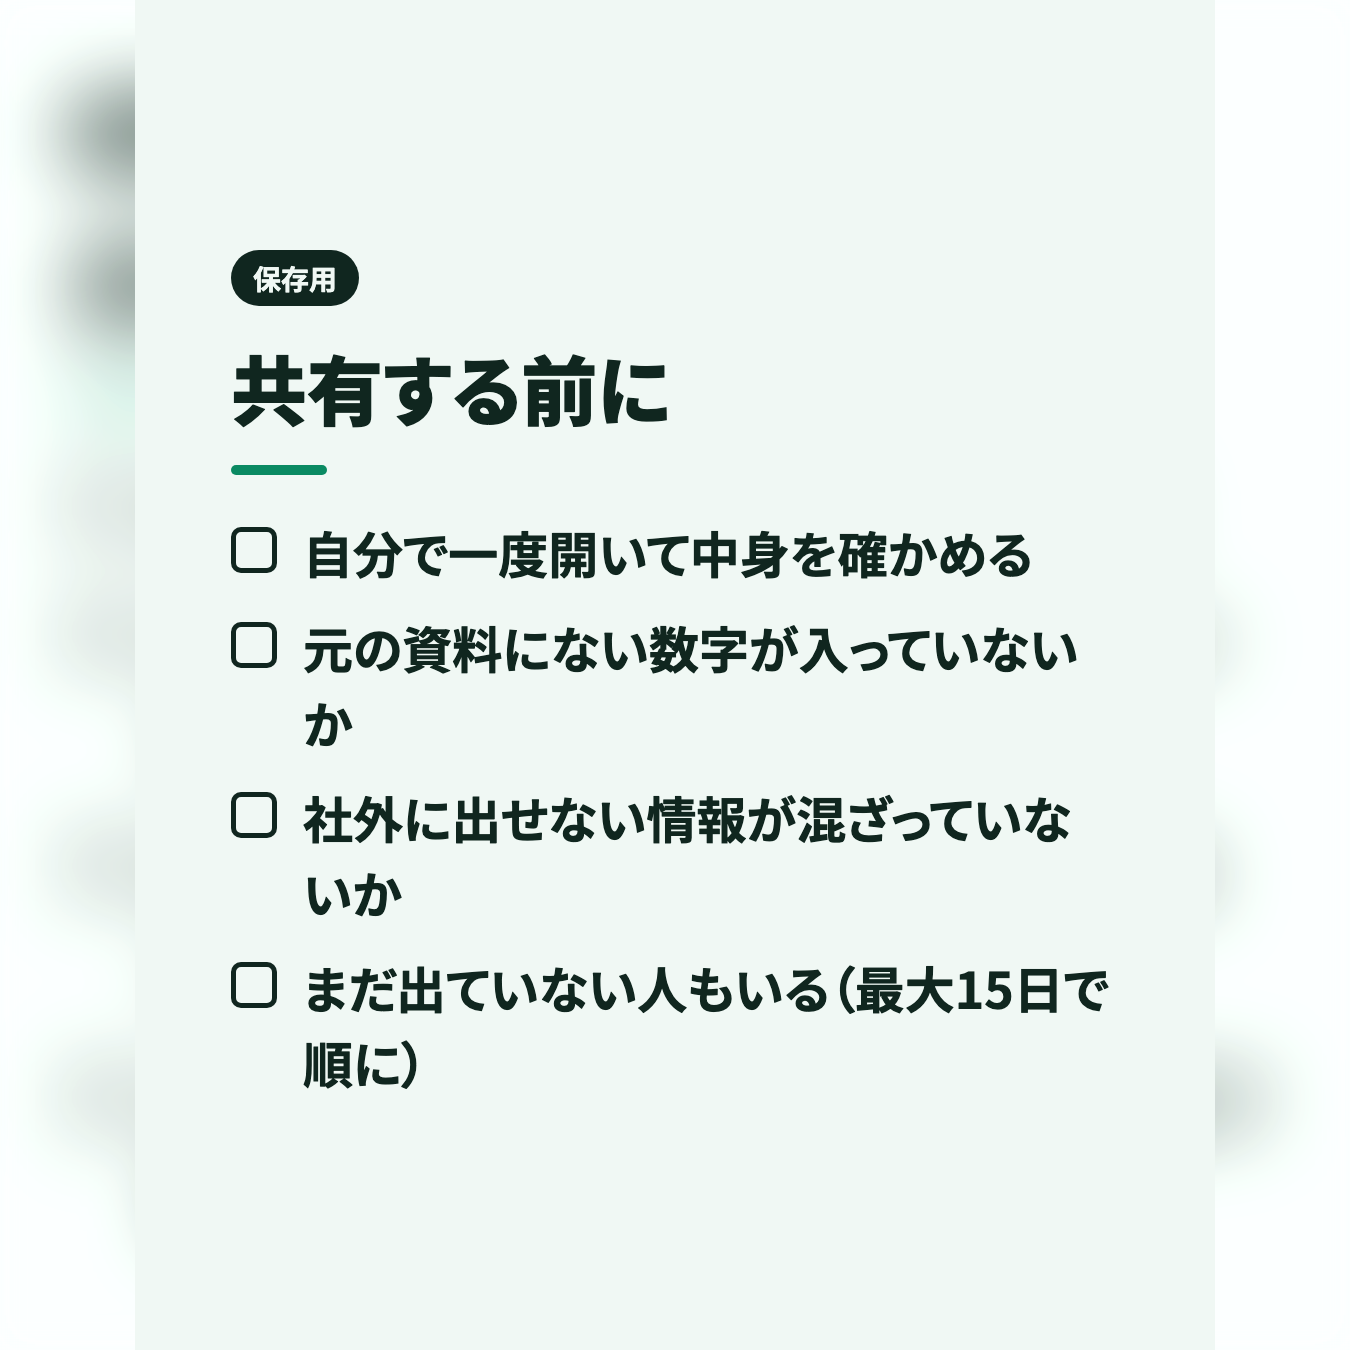 保存用
共有する前に
自分で一度開いて中身を確かめる
元の資料にない数字が入っていない
か
社外に出せない情報が混ざっていな
いか
まだ出ていない人もいる（最大15日で
順に）